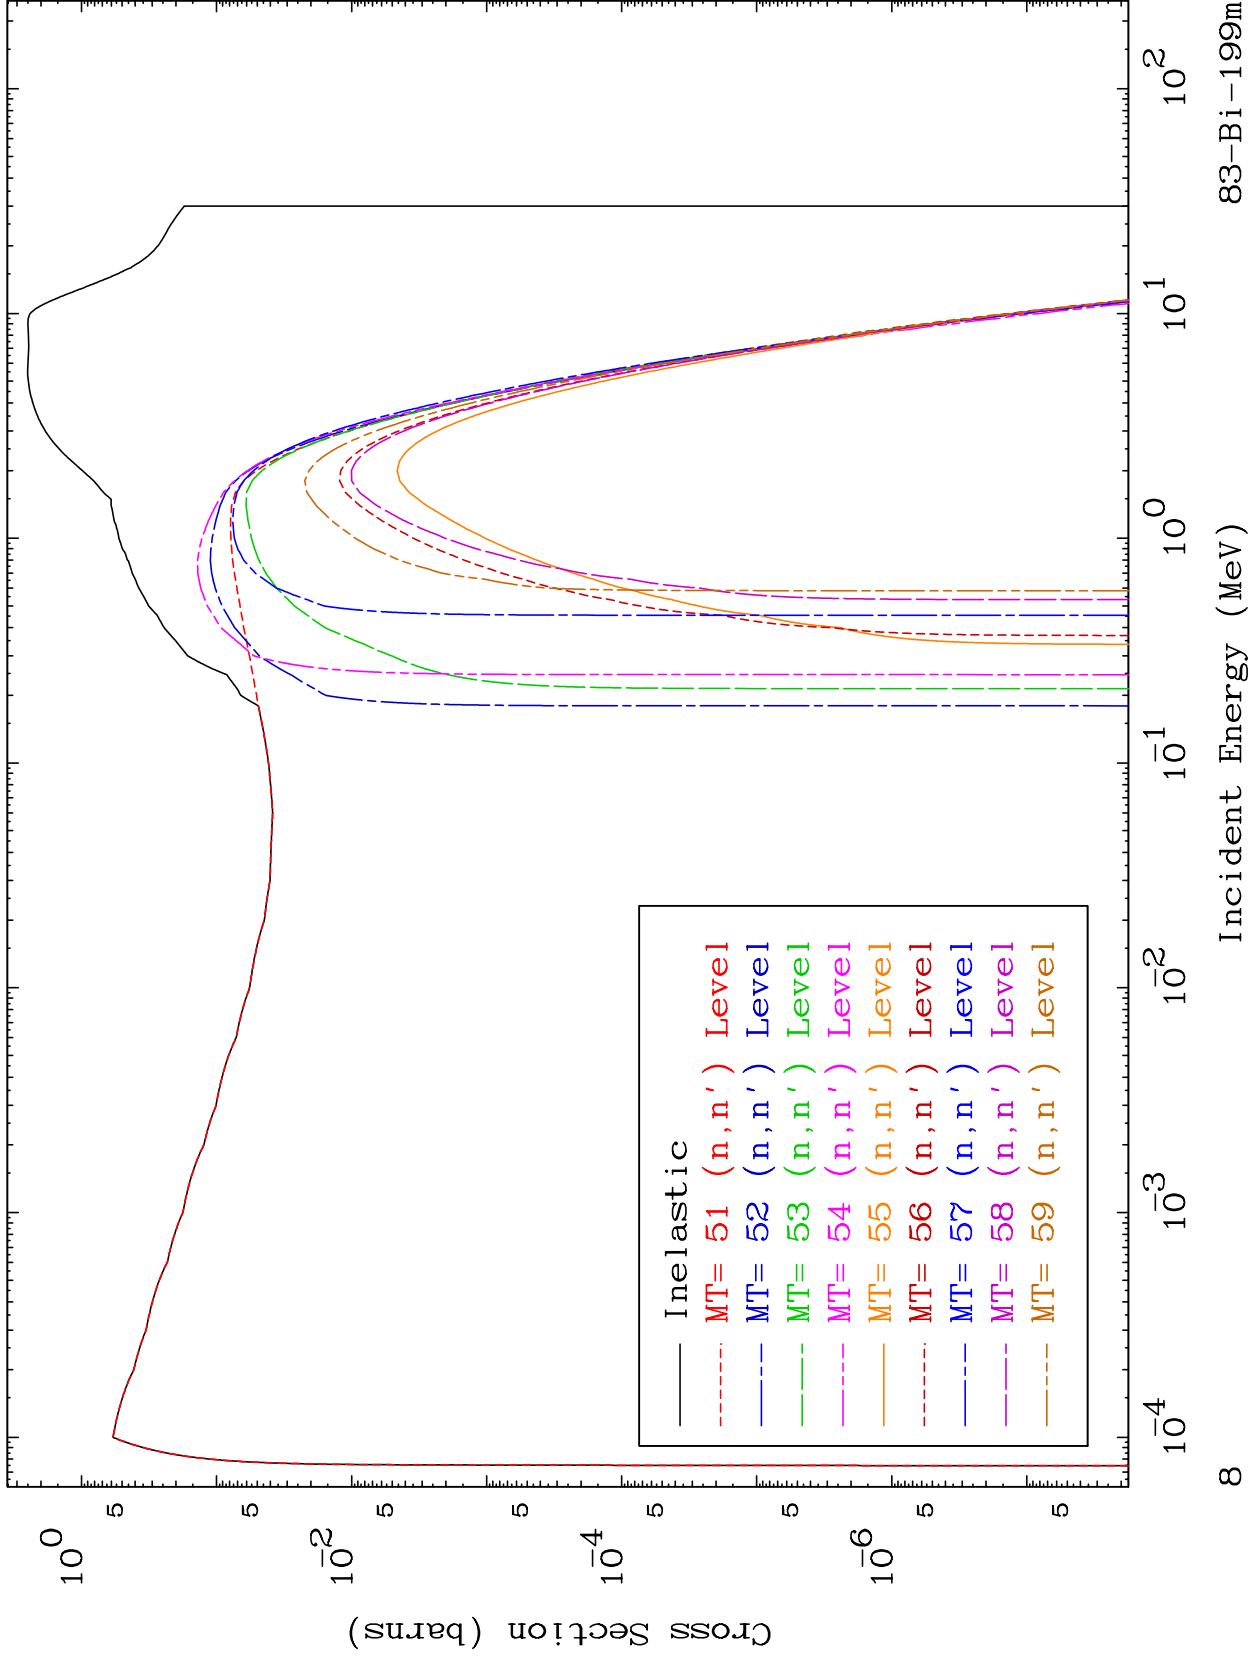 Cross Section (barns)
10^0
5
5
10^-2
5
5
10^-4
5
5
10^-6
5
5
Inelastic
MT= 51 (n,n') Level
MT= 52 (n,n') Level
MT= 53 (n,n') Level
MT= 54 (n,n') Level
MT= 55 (n,n') Level
MT= 56 (n,n') Level
MT= 57 (n,n') Level
MT= 58 (n,n') Level
MT= 59 (n,n') Level
10^-4 10^-3 10^-2 10^-1 10^0 10^1 10^2
8 Incident Energy (MeV) 83-Bi-199m